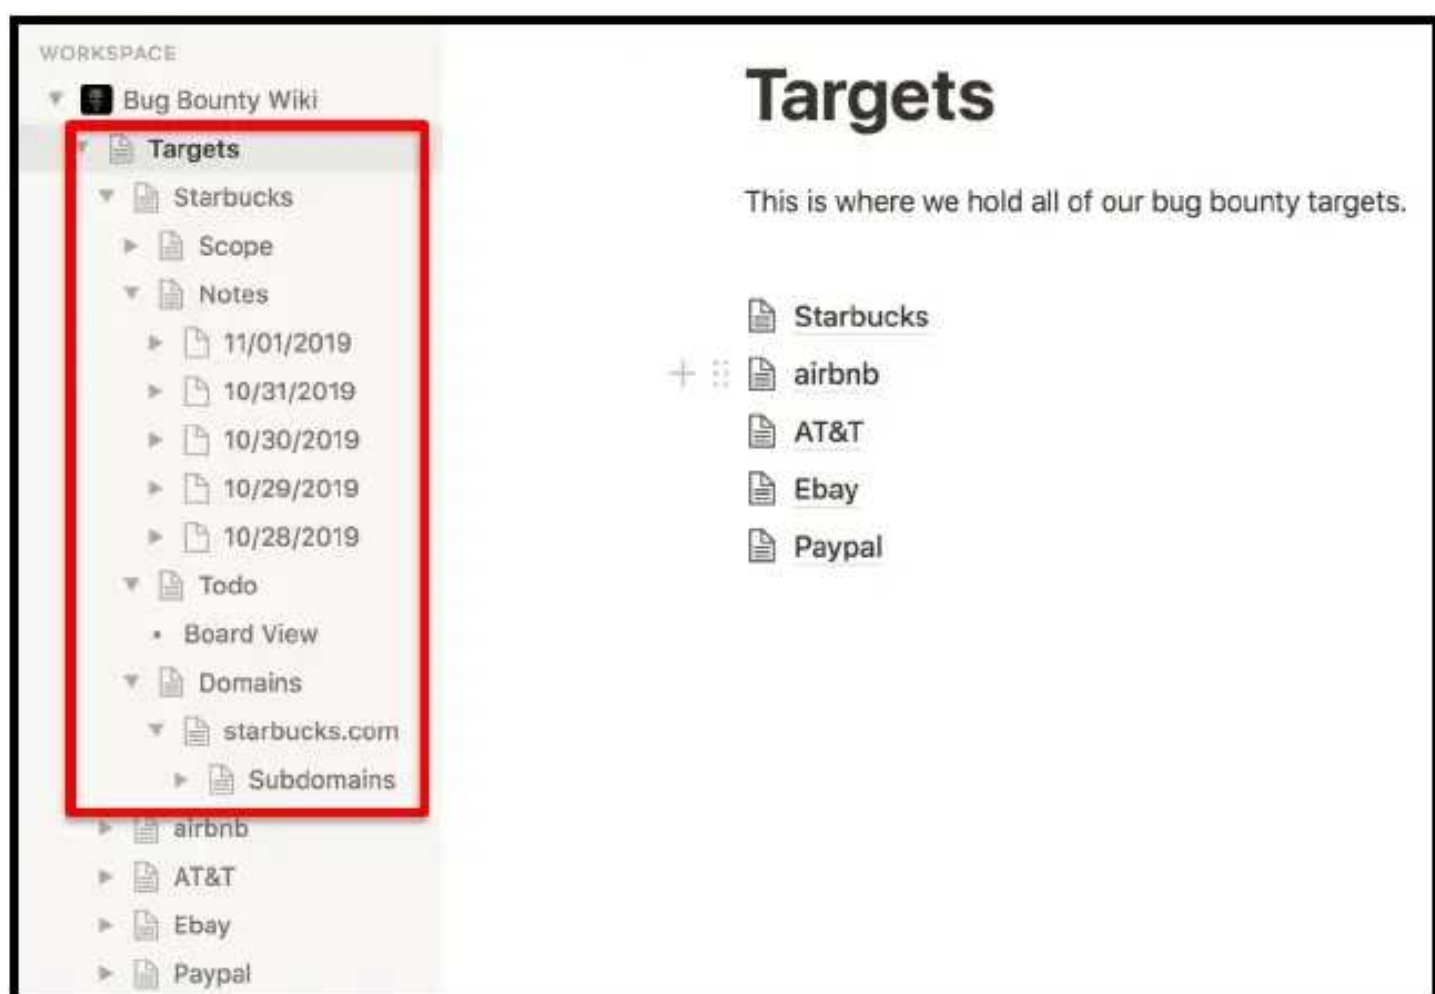 WORKSPACE
Bug Bounty Wiki
Targets
Starbucks
Scope
Notes
11/01/2019
10/31/2019
10/30/2019
10/29/2019
10/28/2019
Todo
Board View
Domains
starbucks.com
Subdomains
airbnb
AT&T
Ebay
Paypal
Targets
This is where we hold all of our bug bounty targets.
Starbucks
airbnb
AT&T
Ebay
Paypal